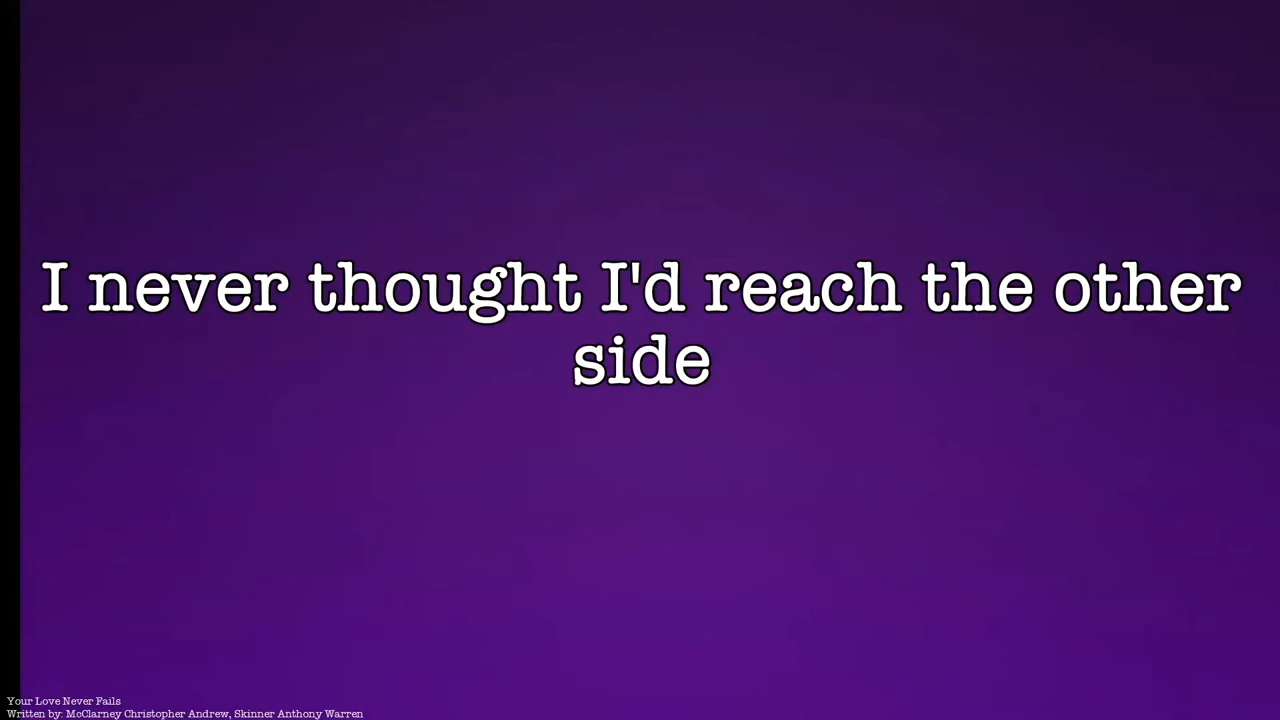 I never thought I'd reach the other
side
Your Love Never Fails
Written by: McClarney Christopher Andrew, Skinner Anthony Warren